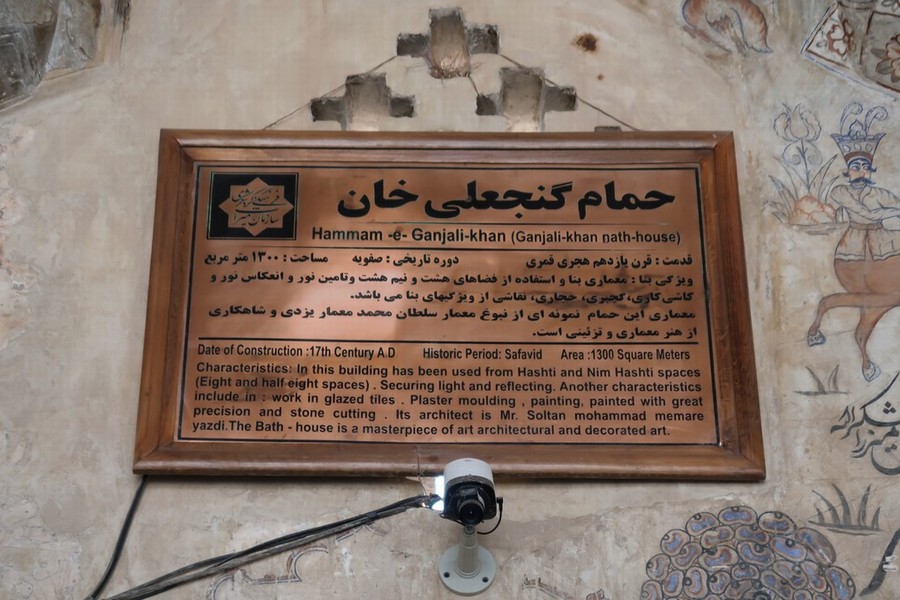 حمام گنجعلی خان
Hammam -e- Ganjali-khan (Ganjali-khan nath-house)
قدمت : قرن یازدهم هجری قمری دوره تاریخی : صفویه مساحت : ۱۳۰۰ متر مربع
ویژگی بنا : معماری بنا و استفاده از فضاهای هشت و نیم هشت وتامین نور و انعکاس نور و
کاشی کاری، گچبری، حجاری، نقاشی از ویژگیهای بنا می باشد.
معماری این حمام نمونه ای از نبوغ معمار سلطان محمد معمار یزدی و شاهکاری
از هنر معماری و تزئینی است.
Date of Construction :17th Century A D Historic Period: Safavid Area :1300 Square Meters
Characteristics: In this building has been used from Hashti and Nim Hashti spaces
(Eight and half eight spaces) . Securing light and reflecting. Another characteristics
include in : work in glazed tiles . Plaster moulding , painting, painted with great
precision and stone cutting . Its architect is Mr. Soltan mohammad memare
yazdi.The Bath - house is a masterpiece of art architectural and decorated art.